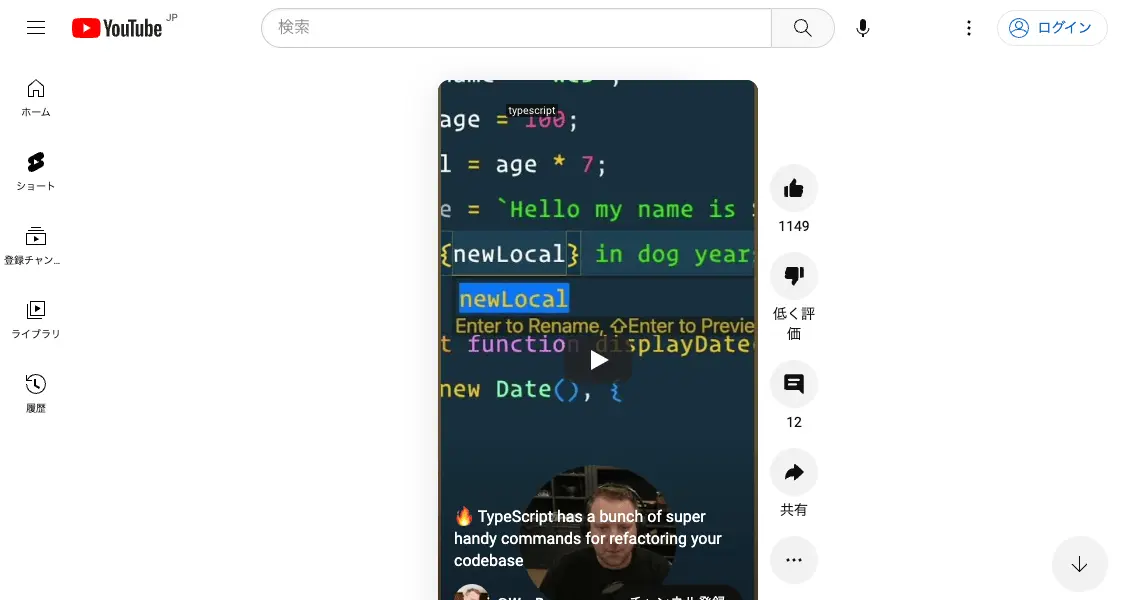 YouTube JP
検索
ログイン
ホーム
ショート
登録チャン...
ライブラリ
履歴
typescript
age = 100;
l = age * 7;
e = `Hello my name is
{newLocal} in dog year
newLocal
Enter to Rename, ⇧Enter to Previe
t function displayDate(
new Date(), {
🔥 TypeScript has a bunch of super
handy commands for refactoring your
codebase
1149
低く評
価
12
共有